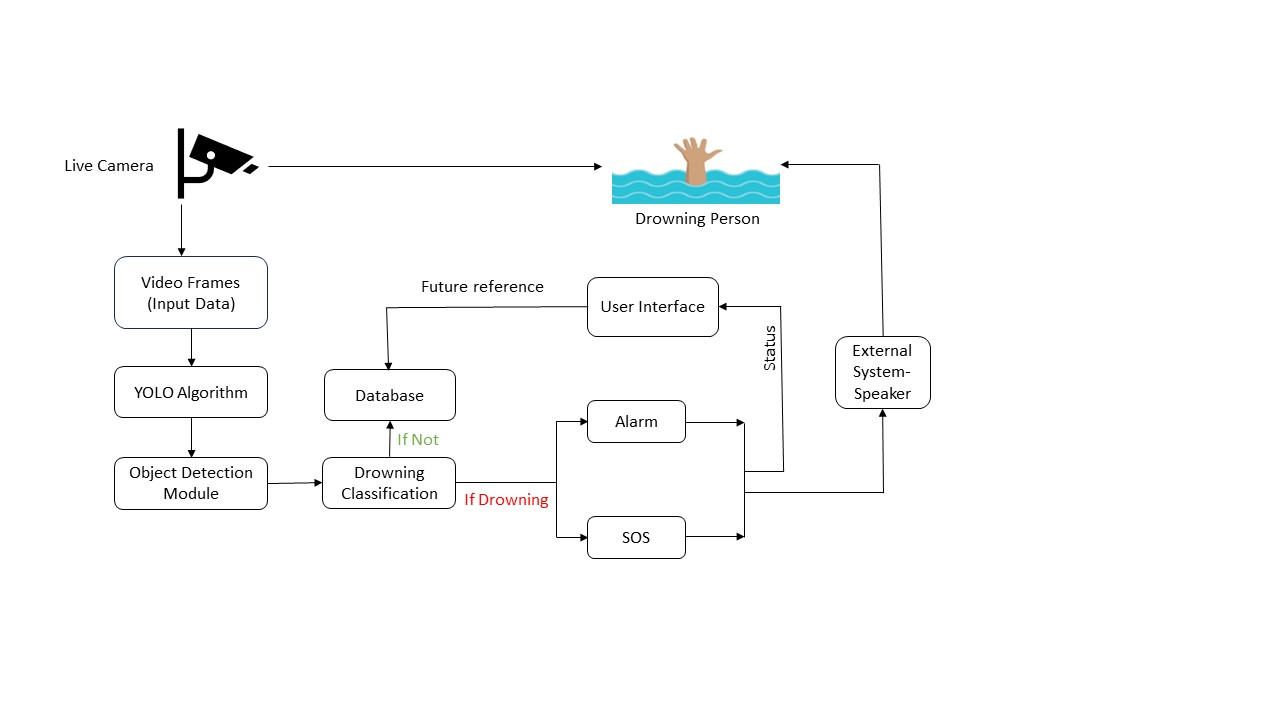 Live Camera
Drowning Person
Video Frames
(Input Data)
Future reference
User Interface
Status
External
System-
Speaker
YOLO Algorithm
Database
If Not
Alarm
Object Detection
Module
Drowning
Classification
If Drowning
SOS